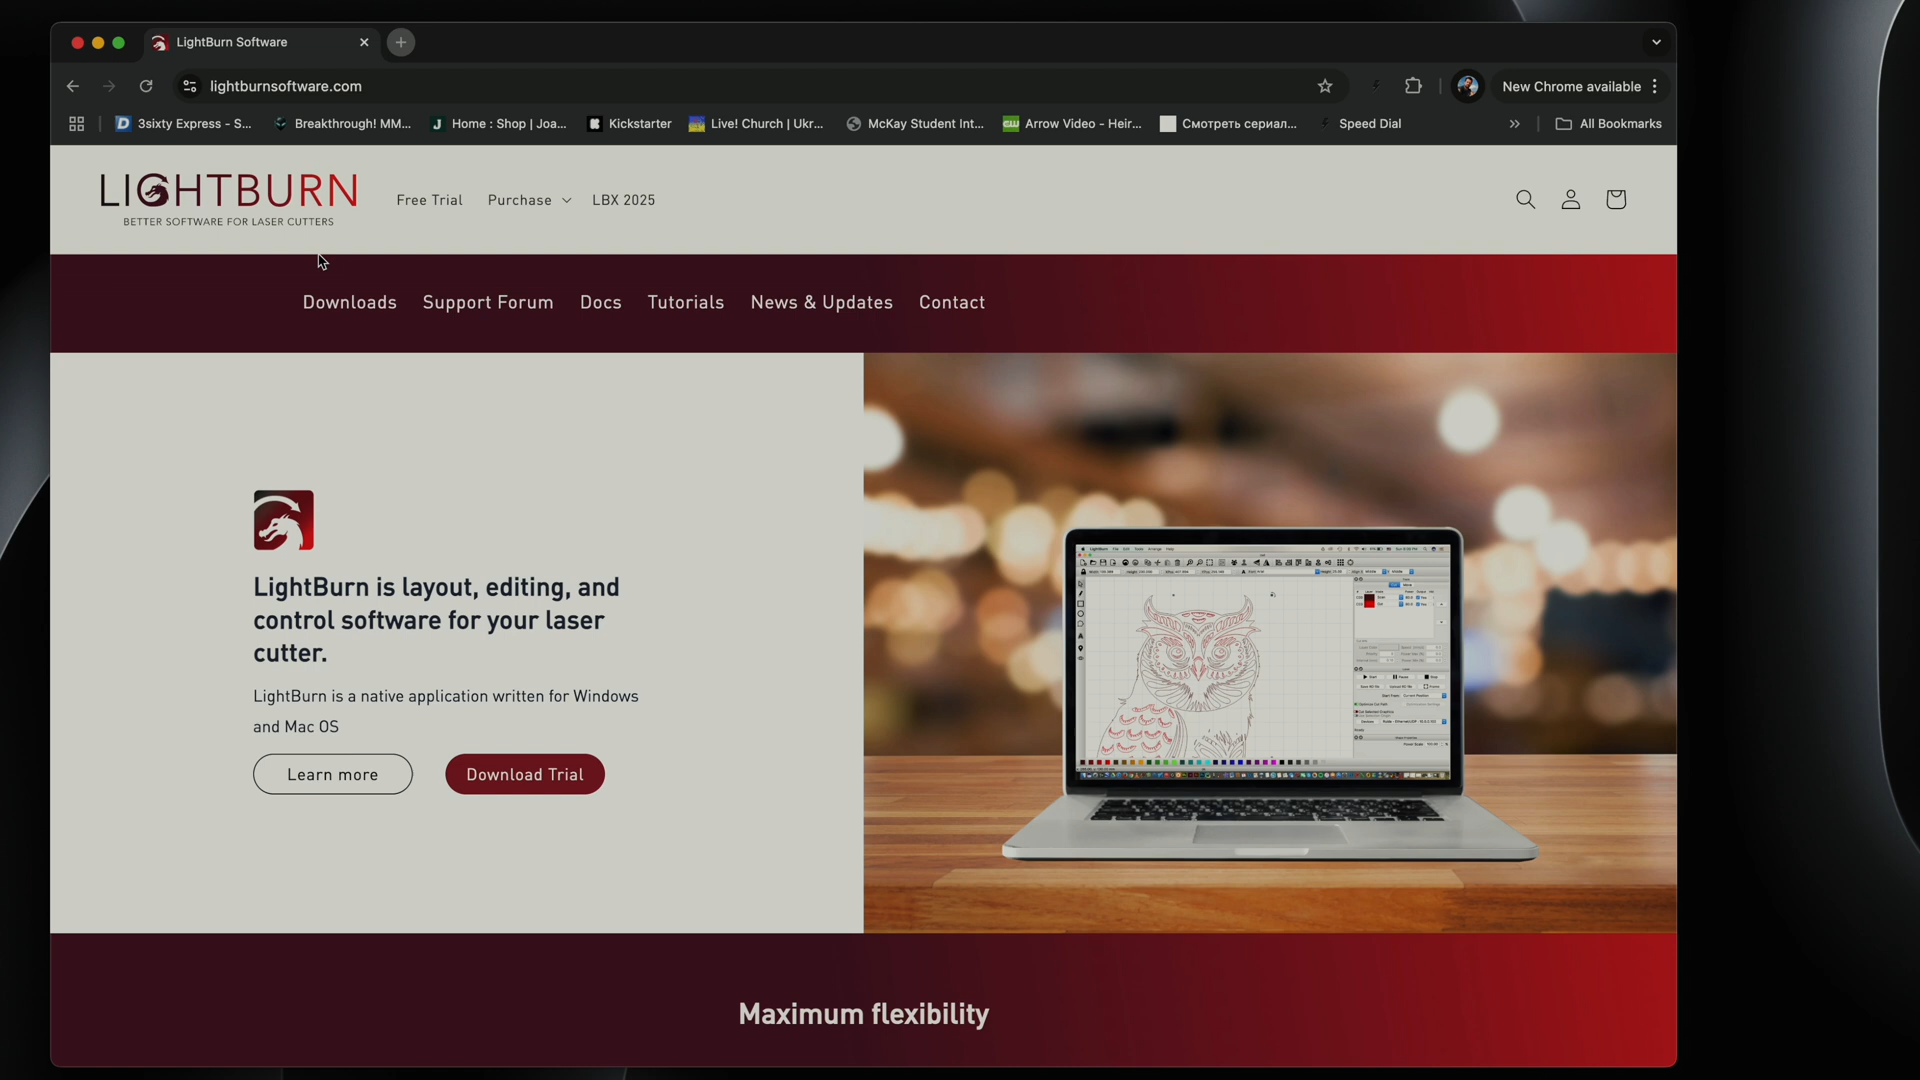 LightBurn Software
lightburnsoftware.com
New Chrome available
3sixty Express - S...
Breakthrough! MM...
Home : Shop | Joa...
Kickstarter
Live! Church | Ukr...
McKay Student Int...
Arrow Video - Heir...
Смотреть сериал...
Speed Dial
All Bookmarks
LIGHTBURN
BETTER SOFTWARE FOR LASER CUTTERS
Free Trial
Purchase
LBX 2025
Downloads
Support Forum
Docs
Tutorials
News & Updates
Contact
LightBurn is layout, editing, and
control software for your laser
cutter.
LightBurn is a native application written for Windows
and Mac OS
Learn more
Download Trial
Maximum flexibility